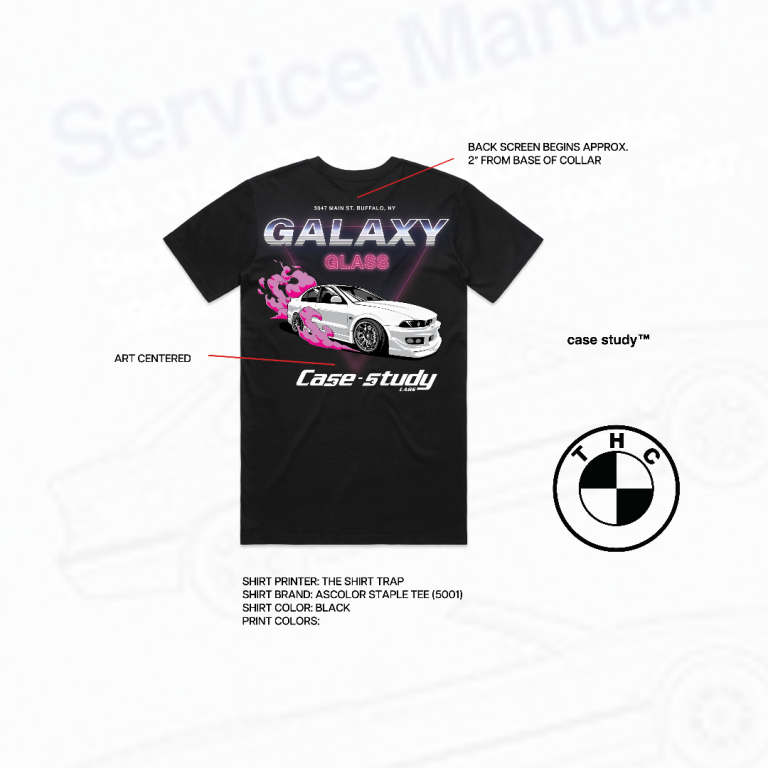 Service Manual
BACK SCREEN BEGINS APPROX.
2" FROM BASE OF COLLAR
3047 MAIN ST. BUFFALO, NY
GALAXY
GLASS
case study™
ART CENTERED
Case-study
LABS
THC
SHIRT PRINTER: THE SHIRT TRAP
SHIRT BRAND: ASCOLOR STAPLE TEE (5001)
SHIRT COLOR: BLACK
PRINT COLORS: